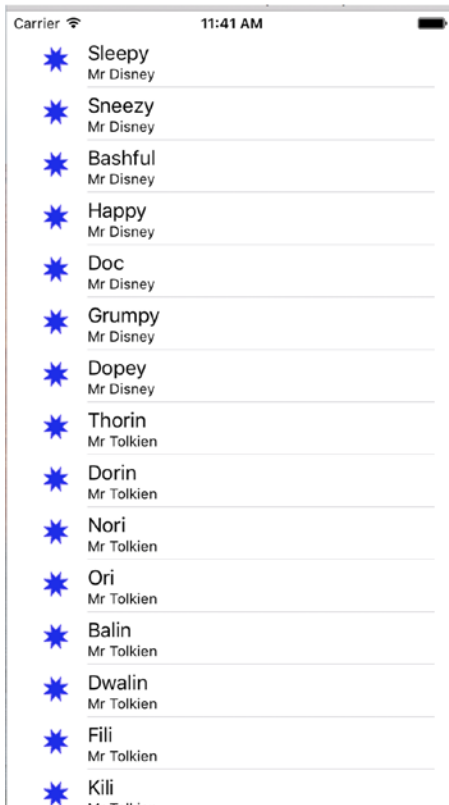 Carrier 11:41 AM
Sleepy
Mr Disney
Sneezy
Mr Disney
Bashful
Mr Disney
Happy
Mr Disney
Doc
Mr Disney
Grumpy
Mr Disney
Dopey
Mr Disney
Thorin
Mr Tolkien
Dorin
Mr Tolkien
Nori
Mr Tolkien
Ori
Mr Tolkien
Balin
Mr Tolkien
Dwalin
Mr Tolkien
Fili
Mr Tolkien
Kili